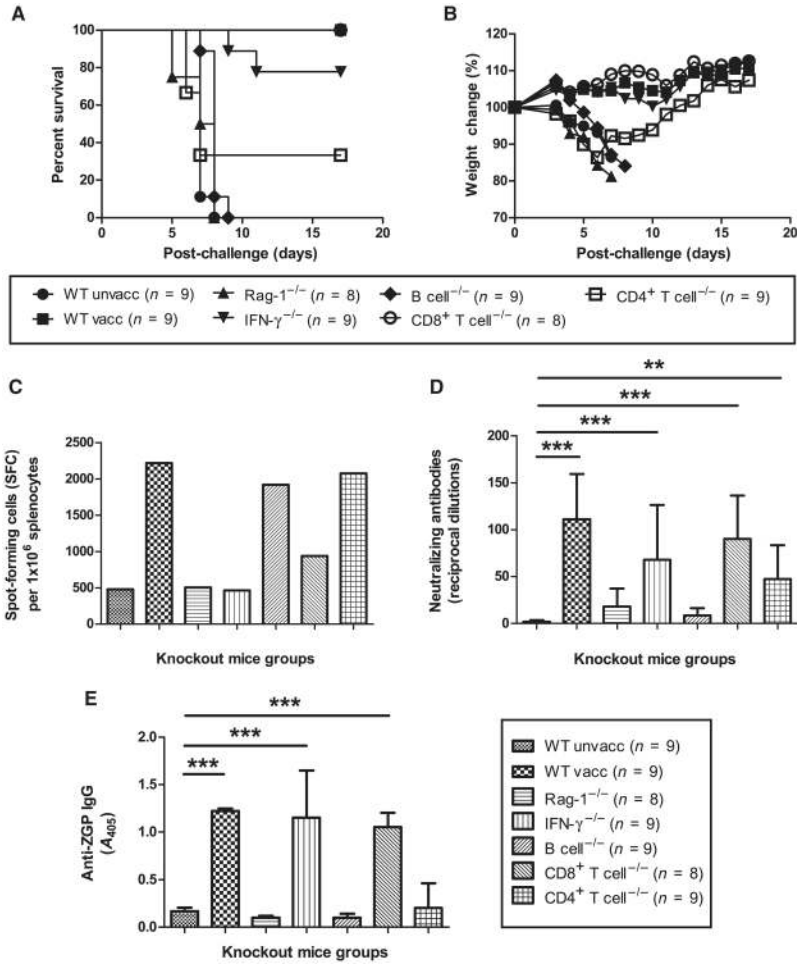 A
Percent survival
100
80
60
40
20
0
0 5 10 15 20
Post-challenge (days)
B
Weight change (%)
120
110
100
90
80
70
0 5 10 15 20
Post-challenge (days)
WT unvacc (n = 9)
Rag-1−/− (n = 8)
B cell−/− (n = 9)
CD4+ T cell−/− (n = 9)
WT vacc (n = 9)
IFN-γ−/− (n = 9)
CD8+ T cell−/− (n = 8)
C
Spot-forming cells (SFC)
per 1x10⁶ splenocytes
2500
2000
1500
1000
500
0
Knockout mice groups
D
Neutralizing antibodies
(reciprocal dilutions)
200
150
100
50
0
**
***
***
***
Knockout mice groups
E
Anti-ZGP IgG
(A405)
2.0
1.5
1.0
0.5
0.0
***
***
***
Knockout mice groups
WT unvacc (n = 9)
WT vacc (n = 9)
Rag-1−/− (n = 8)
IFN-γ−/− (n = 9)
B cell−/− (n = 9)
CD8+ T cell−/− (n = 8)
CD4+ T cell−/− (n = 9)